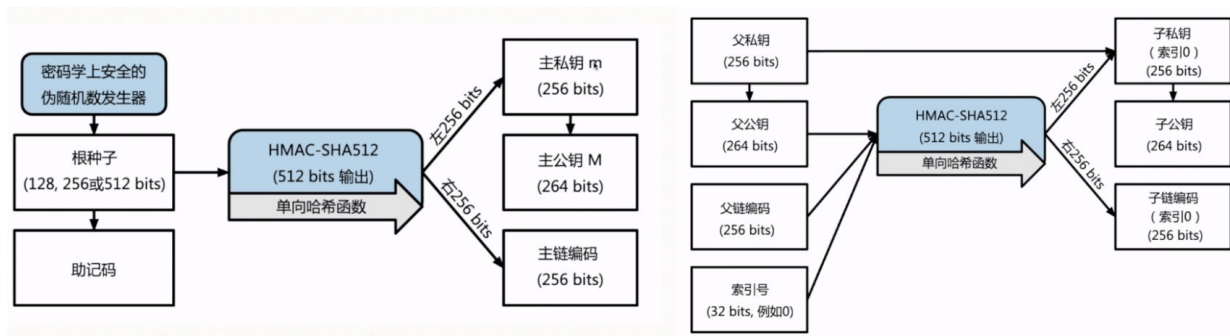 密码学上安全的
伪随机数发生器
根种子
(128, 256或512 bits)
助记码
HMAC-SHA512
(512 bits 输出)
单向哈希函数
左256 bits
右256 bits
主私钥 m
(256 bits)
主公钥 M
(264 bits)
主链编码
(256 bits)
父私钥
(256 bits)
父公钥
(264 bits)
父链编码
(256 bits)
索引号
(32 bits, 例如0)
HMAC-SHA512
(512 bits 输出)
单向哈希函数
左256 bits
右256 bits
子私钥
(索引0)
(256 bits)
子公钥
(264 bits)
子链编码
(索引0)
(256 bits)